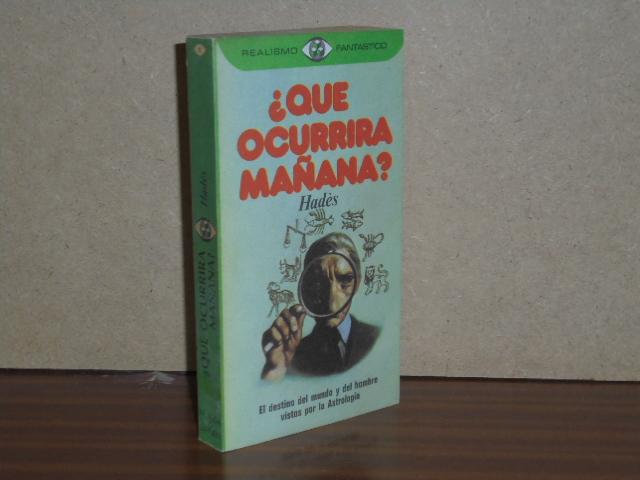 REALISMO FANTASTICO
¿QUE
OCURRIRA
MAÑANA?
Hadès
El destino del mundo y del hombre
vistos por la Astrología
Hadès
¿QUE OCURRIRA
MAÑANA?